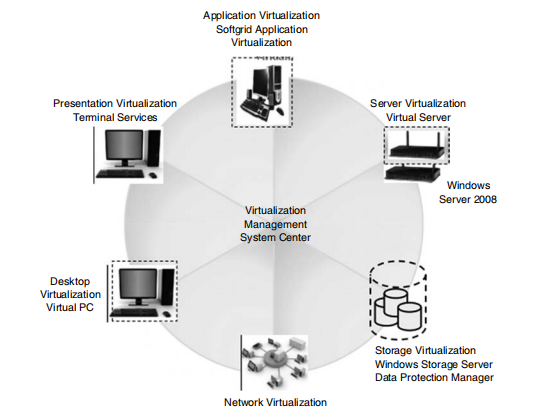 Application Virtualization
Softgrid Application
Virtualization
Presentation Virtualization
Terminal Services
Server Virtualization
Virtual Server
Windows
Server 2008
Virtualization
Management
System Center
Desktop
Virtualization
Virtual PC
Storage Virtualization
Windows Storage Server
Data Protection Manager
Network Virtualization